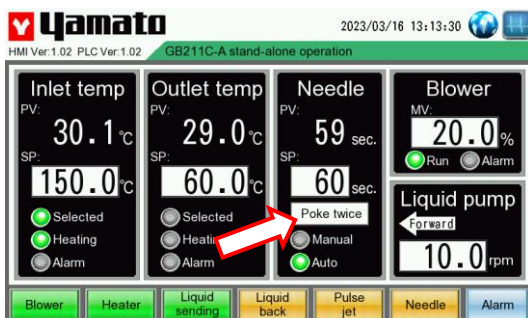 Yamato
2023/03/16 13:13:30
HMI Ver:1.02 PLC Ver:1.02
GB211C-A stand-alone operation
Inlet temp
PV:
30.1℃
SP:
150.0℃
Selected
Heating
Alarm
Outlet temp
PV:
29.0℃
SP:
60.0℃
Selected
Alarm
Needle
PV:
59 sec.
SP:
60 sec.
Poke twice
Manual
Auto
Blower
MV:
20.0%
Run
Alarm
Liquid pump
Forward
10.0 rpm
Blower
Heater
Liquid
sending
Liquid
back
Pulse
jet
Needle
Alarm